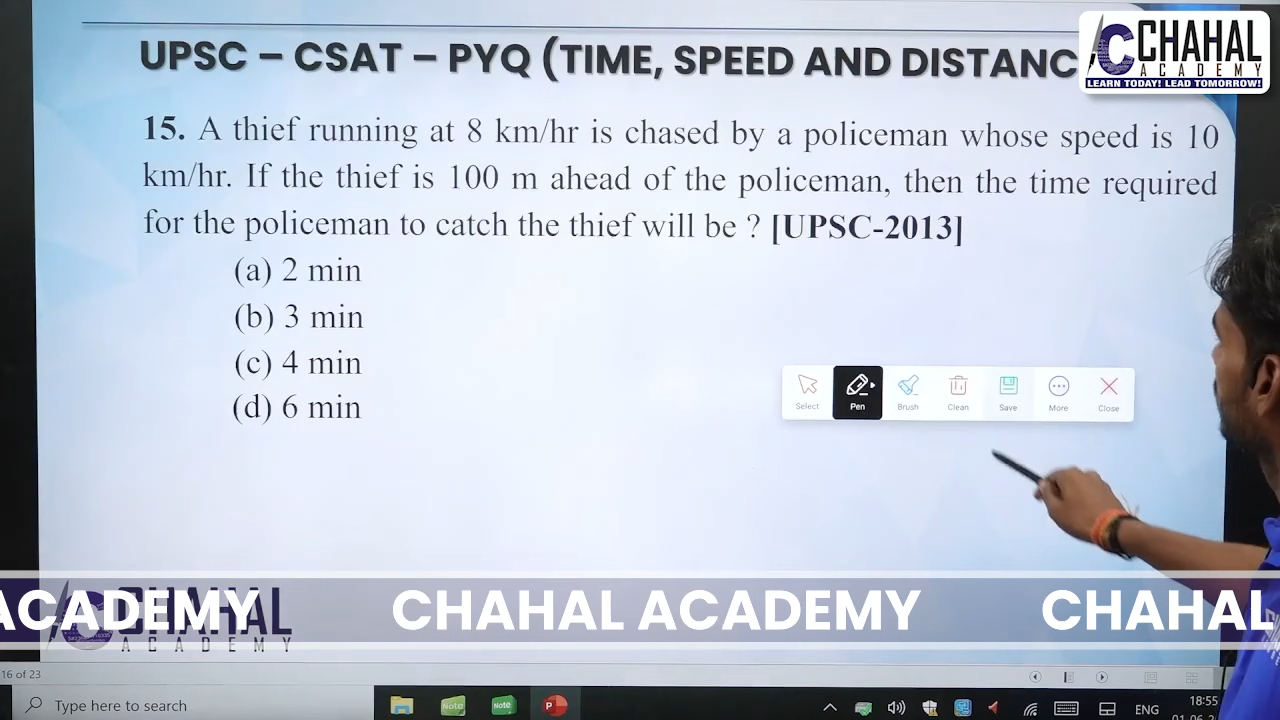 UPSC – CSAT – PYQ (TIME, SPEED AND DISTANC
CHAHAL
ACADEMY
LEARN TODAY! LEAD TOMORROW!
15. A thief running at 8 km/hr is chased by a policeman whose speed is 10
km/hr. If the thief is 100 m ahead of the policeman, then the time required
for the policeman to catch the thief will be ? [UPSC-2013]
(a) 2 min
(b) 3 min
(c) 4 min
(d) 6 min
Select Pen Brush Clean Save More Close
ACADEMY CHAHAL ACADEMY CHAHAL
CHAHAL
ACADEMY
16 of 23
Type here to search
Note Note P ENG 18:55